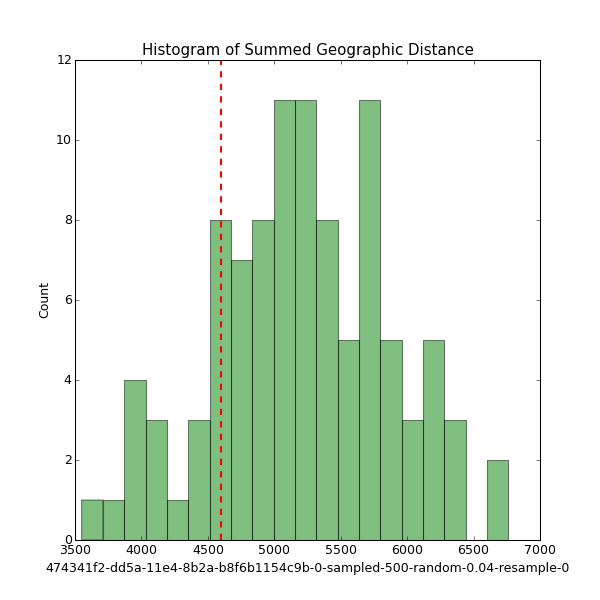 Histogram of Summed Geographic Distance
12
10
8
6
4
2
0
Count
3500 4000 4500 5000 5500 6000 6500 7000
474341f2-dd5a-11e4-8b2a-b8f6b1154c9b-0-sampled-500-random-0.04-resample-0